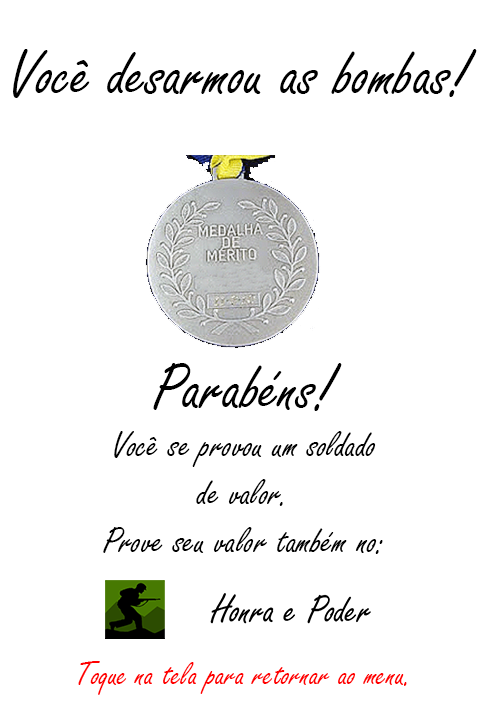 Você desarmou as bombas!
MEDALHA
DE
MÉRITO
Parabéns!
Você se provou um soldado
de valor.
Prove seu valor também no:
Honra e Poder
Toque na tela para retornar ao menu.